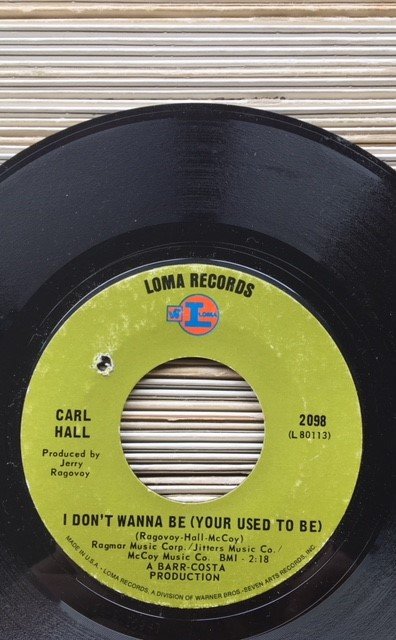 LOMA RECORDS
LOMA
CARL
HALL
Produced by
Jerry
Ragovoy
2098
(L 80113)
I DON'T WANNA BE (YOUR USED TO BE)
(Ragovoy-Hall-McCoy)
Ragmar Music Corp./Jitters Music Co./
McCoy Music Co. BMI - 2:18
A BARR-COSTA
PRODUCTION
MADE IN U.S.A. - LOMA RECORDS, A DIVISION OF WARNER BROS.-SEVEN ARTS RECORDS, INC.